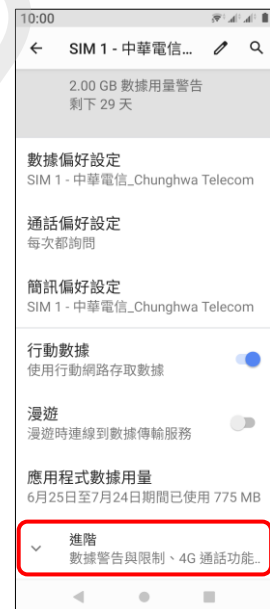 10:00
SIM 1 - 中華電信...
2.00 GB 數據用量警告
剩下 29 天
數據偏好設定
SIM 1 - 中華電信_Chunghwa Telecom
通話偏好設定
每次都詢問
簡訊偏好設定
SIM 1 - 中華電信_Chunghwa Telecom
行動數據
使用行動網路存取數據
漫遊
漫遊時連線到數據傳輸服務
應用程式數據用量
6月25日至7月24日期間已使用 775 MB
進階
數據警告與限制、4G 通話功能...